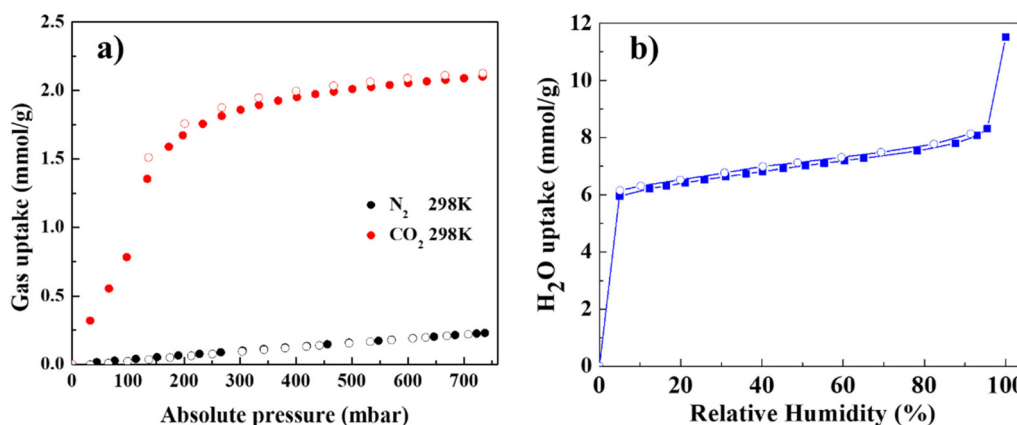 a)
Gas uptake (mmol/g)
2.5
2.0
1.5
1.0
0.5
0.0
N₂ 298K
CO₂ 298K
0 100 200 300 400 500 600 700
Absolute pressure (mbar)
b)
H₂O uptake (mmol/g)
12
10
8
6
4
2
0
0 20 40 60 80 100
Relative Humidity (%)